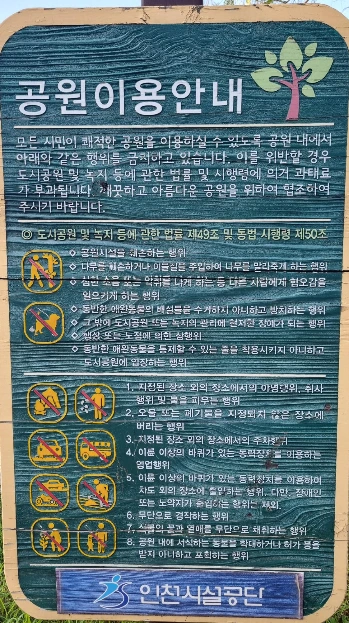 공원이용안내
모든 시민이 쾌적한 공원을 이용하실 수 있도록 공원 내에서
아래와 같은 행위를 금지하고 있습니다. 이를 위반할 경우
도시공원 및 녹지 등에 관한 법률 및 시행령에 의거 과태료
가 부과됩니다. 깨끗하고 아름다운 공원을 위하여 협조하여
주시기 바랍니다.
◎ 도시공원 및 녹지 등에 관한 법률 제49조 및 동법 시행령 제50조
◇ 공원시설을 훼손하는 행위
◇ 나무를 훼손하거나 이물질을 주입하여 나무를 말라죽게 하는 행위
◇ 심한 소음 또는 악취를 나게 하는 등 다른 사람에게 혐오감을
일으키게 하는 행위
◇ 동반한 애완동물의 배설물을 수거하지 아니하고 방치하는 행위
◇ 그 밖에 도시공원 또는 녹지의 관리에 현저한 장애가 되는 행위
◇ 행상 또는 노점에 의한 상행위
◇ 동반한 애완동물을 통제할 수 있는 줄을 착용시키지 아니하고
도시공원에 입장하는 행위
1. 지정된 장소 외의 장소에서의 야영행위, 취사
행위 및 불을 피우는 행위
2. 오물 또는 폐기물을 지정되지 않은 장소에
버리는 행위
3. 지정된 장소 외의 장소에서의 주차행위
4. 이륜 이상의 바퀴가 있는 동력장치를 이용하는
영업행위
5. 이륜 이상의 바퀴가 있는 동력장치를 이용하여
차도 외의 장소에 출입하는 행위. 다만, 장애인
또는 노약자가 출입하는 행위는 제외
6. 무단으로 경작하는 행위
7. 식물의 꽃과 열매를 무단으로 채취하는 행위
8. 공원 내에 서식하는 동물을 학대하거나 허가 를
받지 아니하고 포획하는 행위
인천시설공단